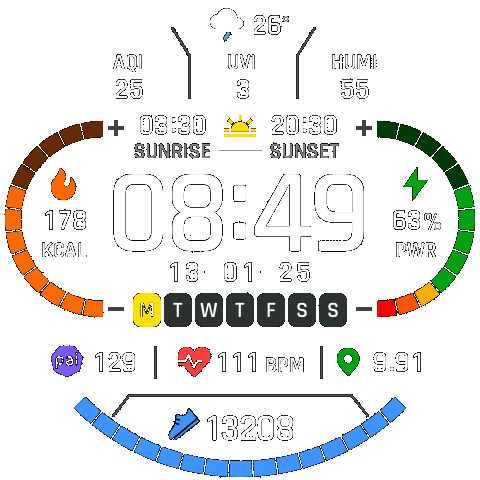 26°
AQI UVI HUMI
25 3 55
03:30 20:30
SUNRISE SUNSET
08:49
178 63%
KCAL PWR
13 01 25
M T W T F S S
pai 129 111 BPM 9.91
13208